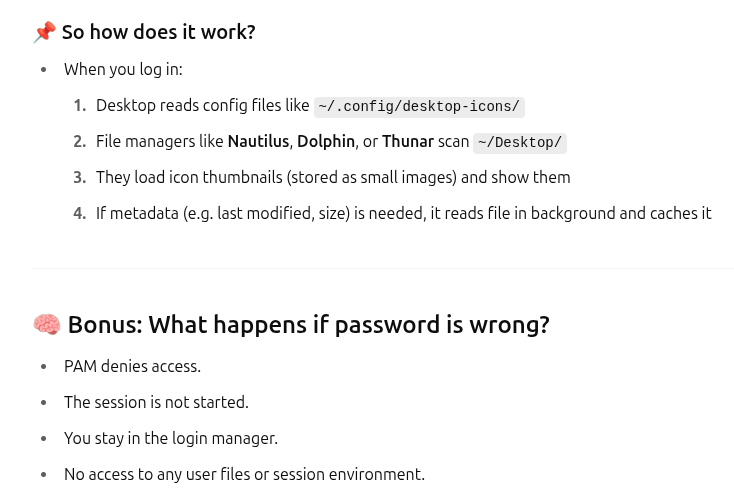 📌 So how does it work?
• When you log in:
1. Desktop reads config files like ~/.config/desktop-icons/
2. File managers like Nautilus, Dolphin, or Thunar scan ~/Desktop/
3. They load icon thumbnails (stored as small images) and show them
4. If metadata (e.g. last modified, size) is needed, it reads file in background and caches it
🧠 Bonus: What happens if password is wrong?
• PAM denies access.
• The session is not started.
• You stay in the login manager.
• No access to any user files or session environment.